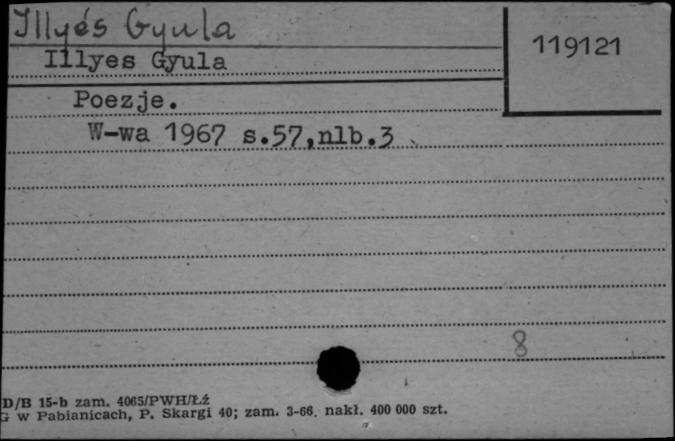 Illyés Gyula
119121
Illyes Gyula
Poezje.
W-wa 1967 s.57,nlb.3
8
D/B 15-b zam. 4065/PWH/Łź
G w Pabianicach, P. Skargi 40; zam. 3-66. nakł. 400 000 szt.